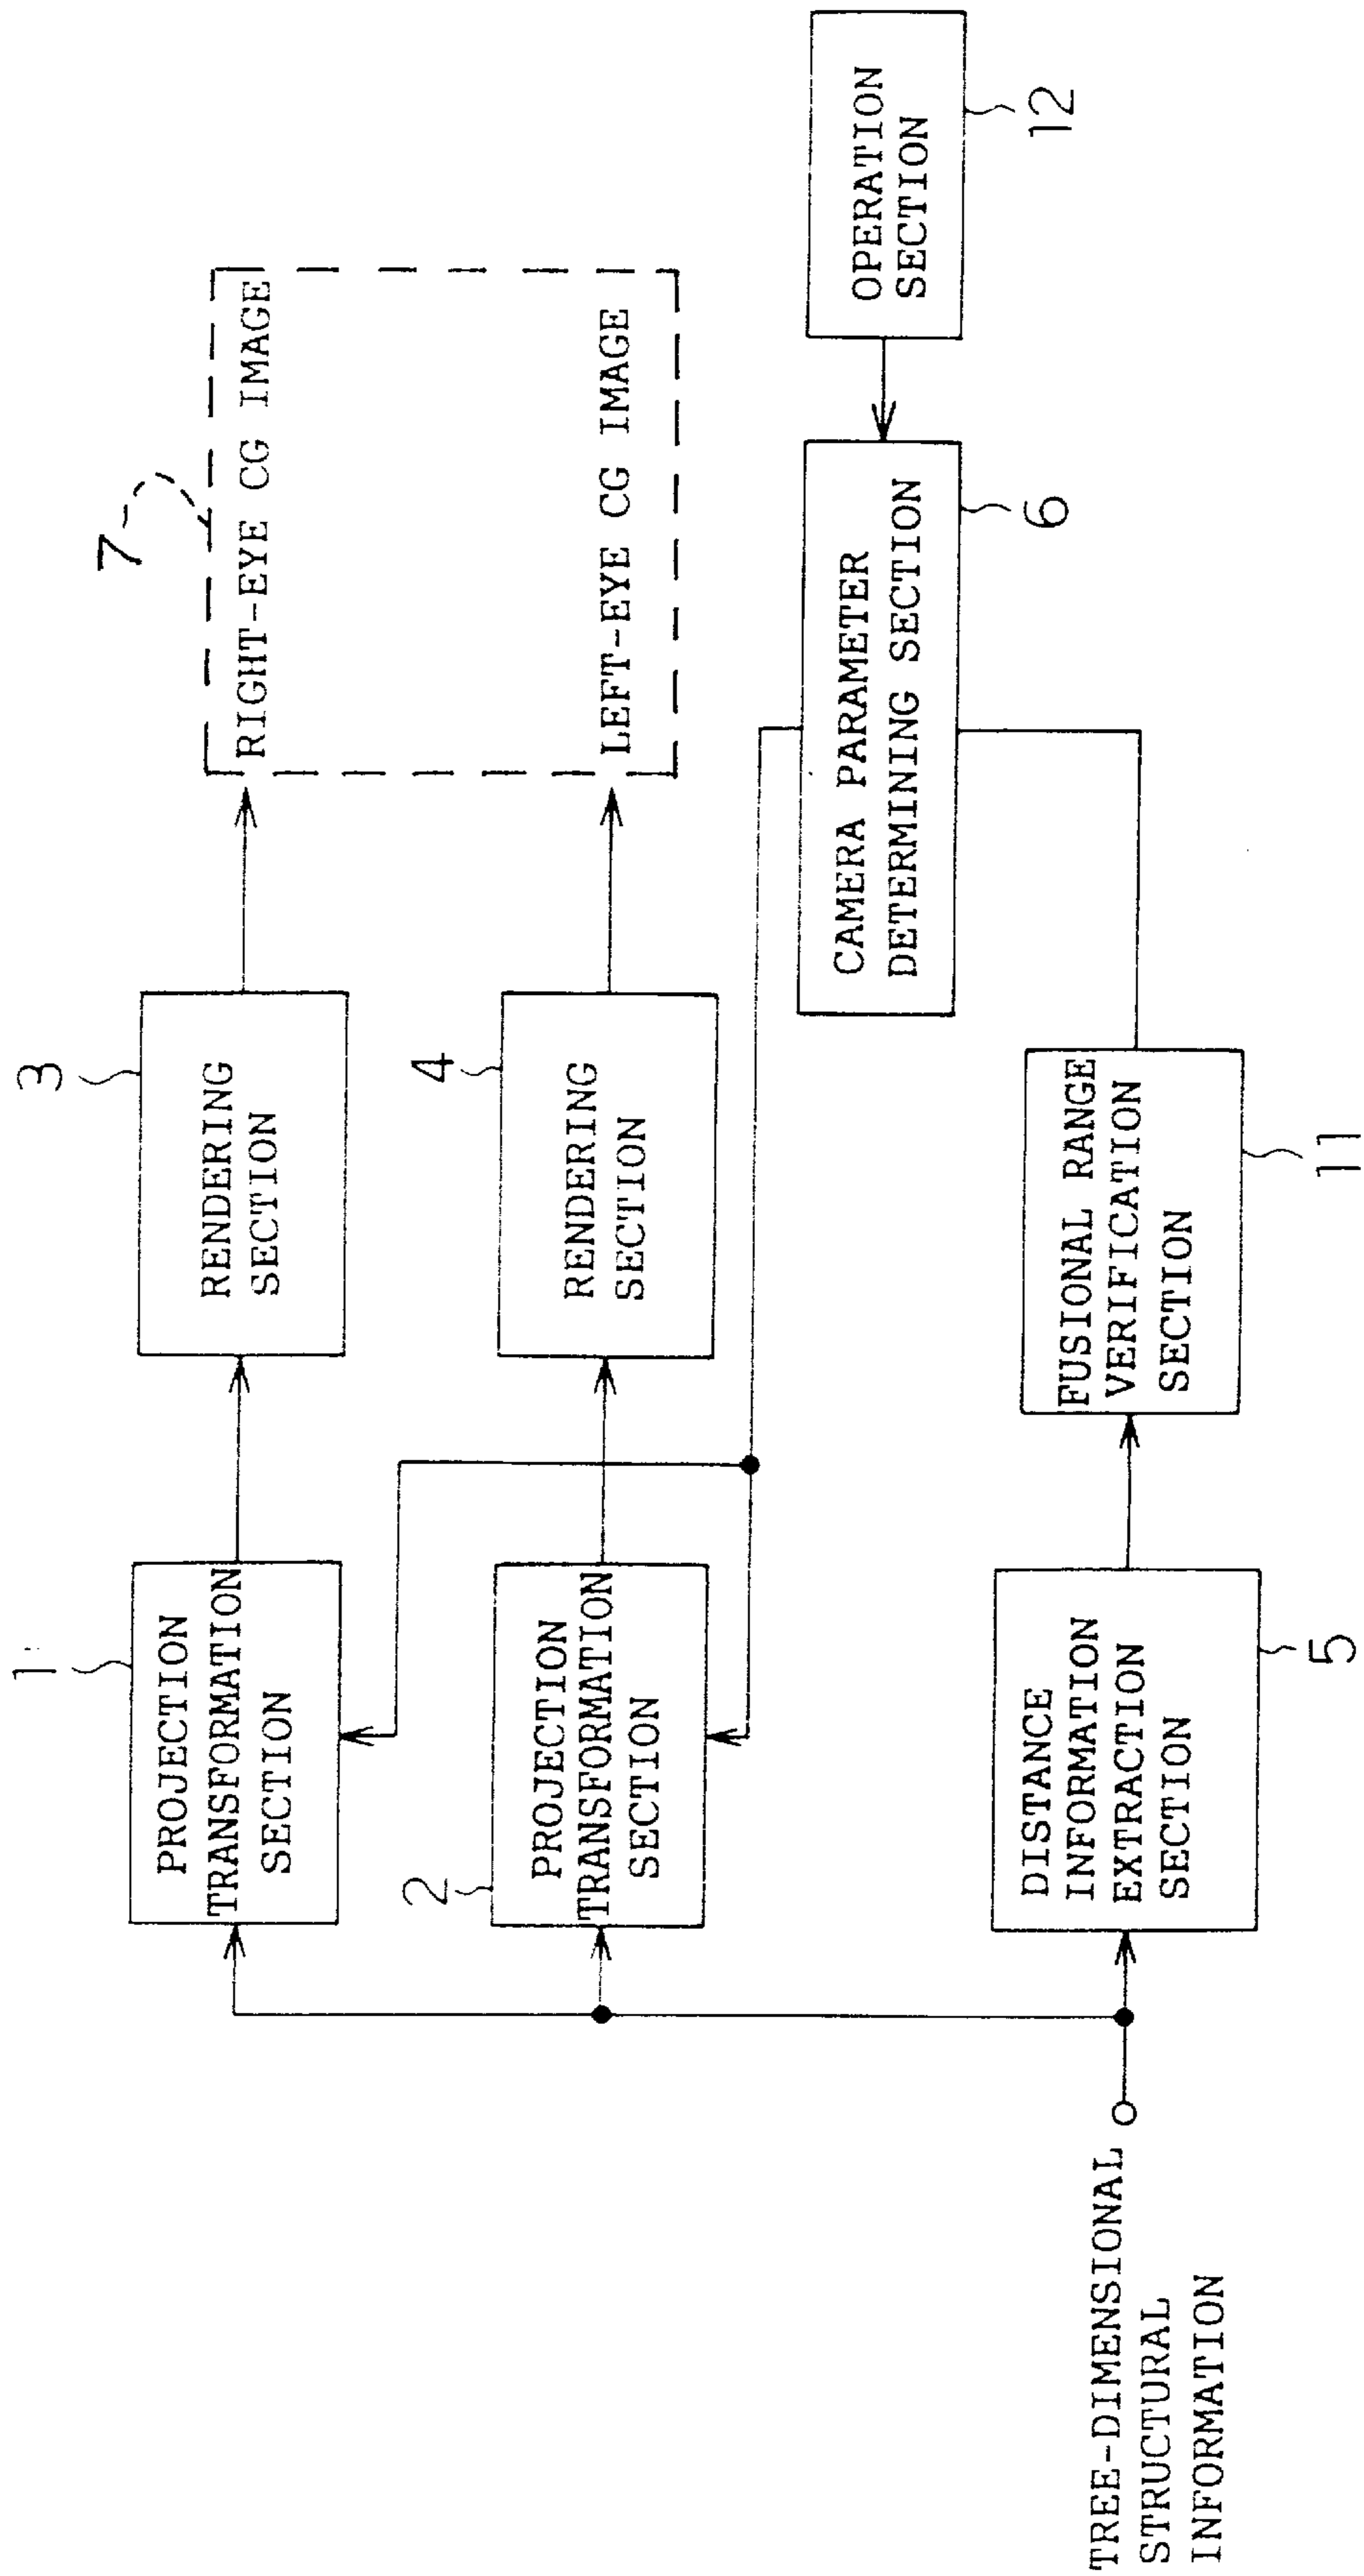 1
PROJECTION
TRANSFORMATION
SECTION
3
RENDERING
SECTION
7
RIGHT-EYE CG IMAGE
LEFT-EYE CG IMAGE
2
PROJECTION
TRANSFORMATION
SECTION
4
RENDERING
SECTION
CAMERA PARAMETER
DETERMINING SECTION
6
OPERATION
SECTION
12
TREE-DIMENSIONAL
STRUCTURAL
INFORMATION
DISTANCE
INFORMATION
EXTRACTION
SECTION
5
FUSIONAL RANGE
VERIFICATION
SECTION
11